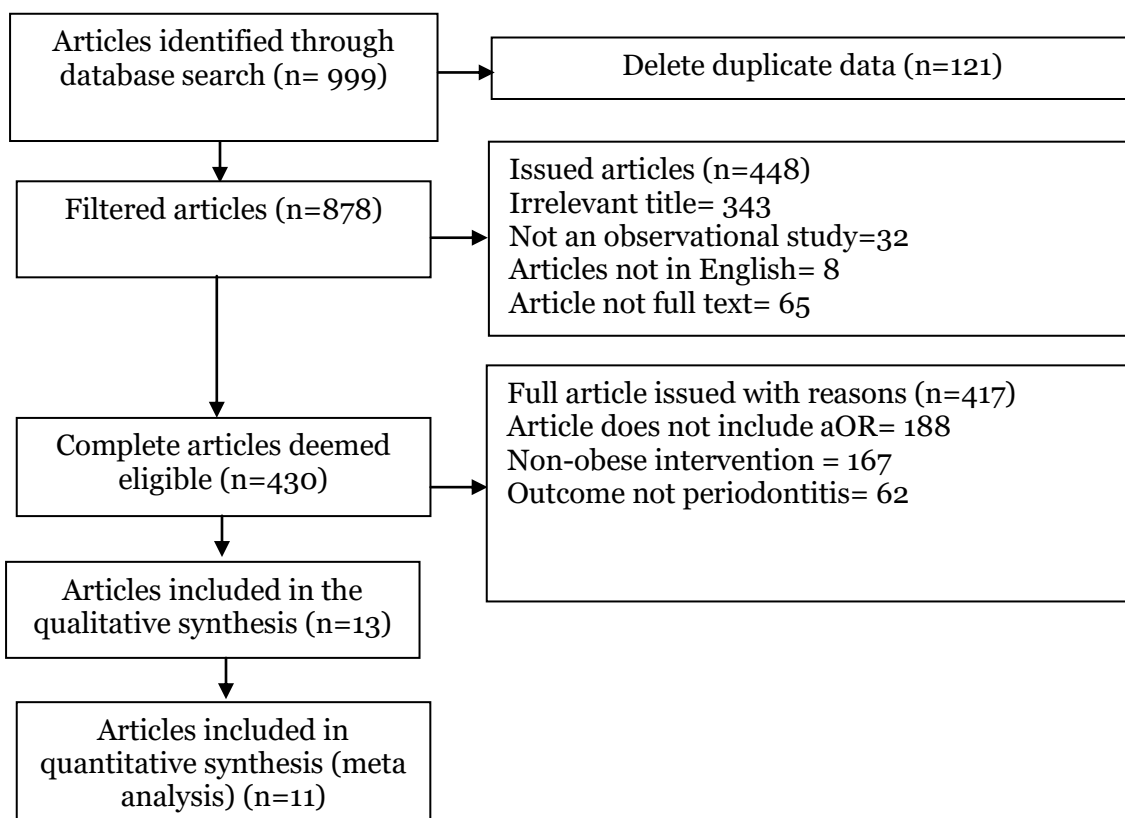 Articles identified through
database search (n= 999)
Delete duplicate data (n=121)
Filtered articles (n=878)
Issued articles (n=448)
Irrelevant title= 343
Not an observational study=32
Articles not in English= 8
Article not full text= 65
Complete articles deemed
eligible (n=430)
Full article issued with reasons (n=417)
Article does not include aOR= 188
Non-obese intervention = 167
Outcome not periodontitis= 62
Articles included in the
qualitative synthesis (n=13)
Articles included in
quantitative synthesis (meta
analysis) (n=11)